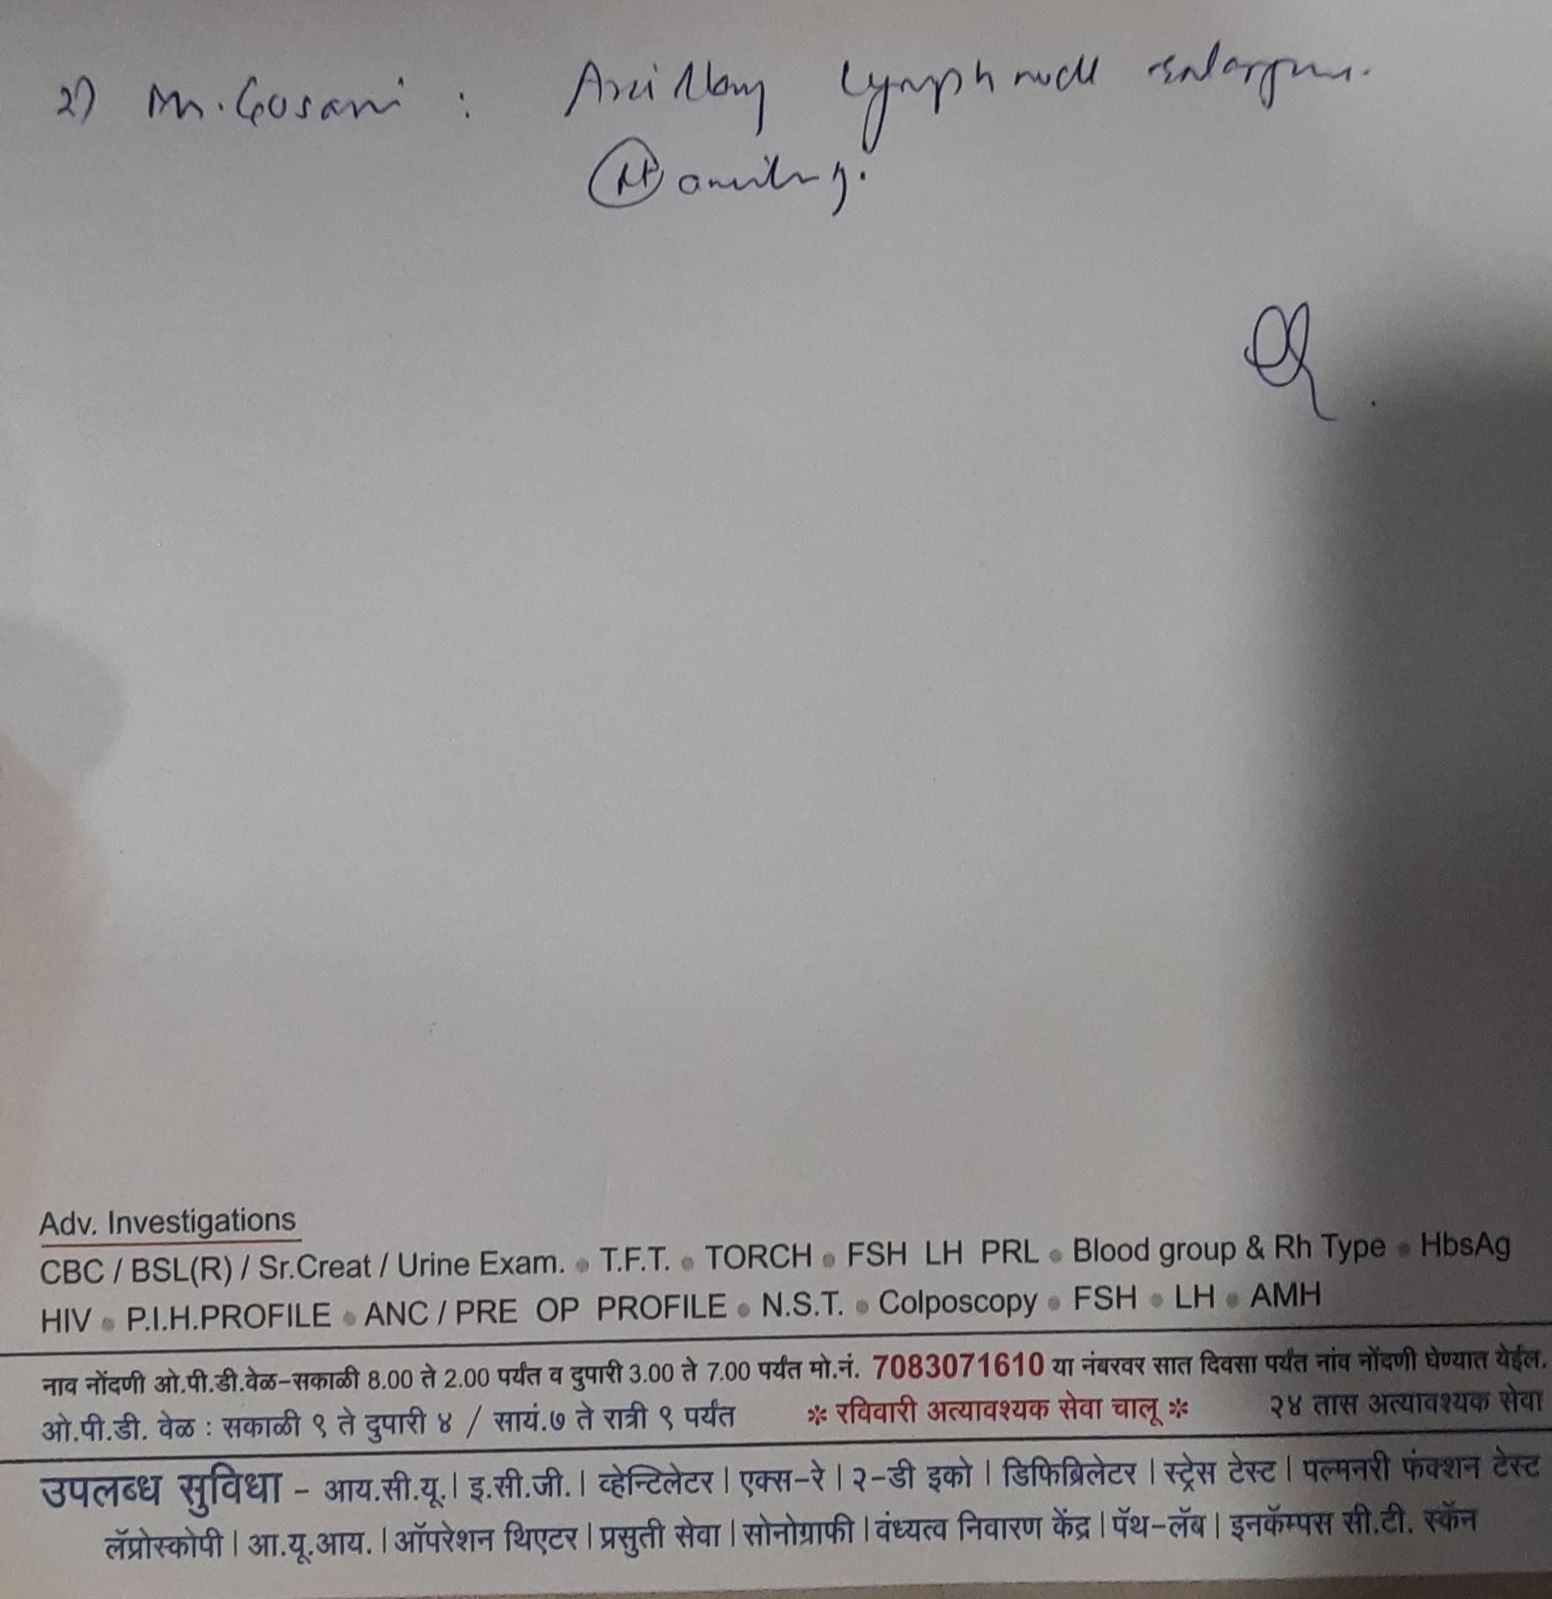 2) Mr. Gosavi : Axillary lymph node enlargm.
Rt axillary.
Adv. Investigations
CBC / BSL(R) / Sr.Creat / Urine Exam. • T.F.T. • TORCH • FSH LH PRL • Blood group & Rh Type • HbsAg
HIV • P.I.H.PROFILE • ANC / PRE OP PROFILE • N.S.T. • Colposcopy • FSH • LH • AMH
नाव नोंदणी ओ.पी.डी.वेळ-सकाळी 8.00 ते 2.00 पर्यंत व दुपारी 3.00 ते 7.00 पर्यंत मो.नं. 7083071610 या नंबरवर सात दिवसा पर्यंत नांव नोंदणी घेण्यात येईल.
ओ.पी.डी. वेळ : सकाळी ९ ते दुपारी ४ / सायं.७ ते रात्री ९ पर्यंत * रविवारी अत्यावश्यक सेवा चालू * २४ तास अत्यावश्यक सेवा
उपलब्ध सुविधा - आय.सी.यू. | इ.सी.जी. | व्हेन्टिलेटर | एक्स-रे | २-डी इको | डिफिब्रिलेटर | स्ट्रेस टेस्ट | पल्मनरी फंक्शन टेस्ट
लॅप्रोस्कोपी | आ.यू.आय. | ऑपरेशन थिएटर | प्रसुती सेवा | सोनोग्राफी | वंध्यत्व निवारण केंद्र | पॅथ-लॅब | इनकॅम्पस सी.टी. स्कॅन